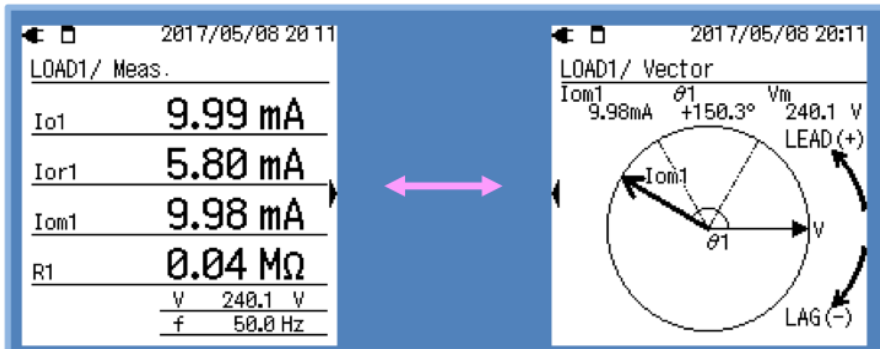 2017/05/08 20 11
LOAD1/ Meas.
Io1 9.99 mA
Ior1 5.80 mA
Iom1 9.98 mA
R1 0.04 MΩ
V 240.1 V
f 50.0 Hz
2017/05/08 20:11
LOAD1/ Vector
Iom1 θ1 Vm
9.98mA +150.3° 240.1 V
LEAD(+)
Iom1
θ1 V
LAG(-)